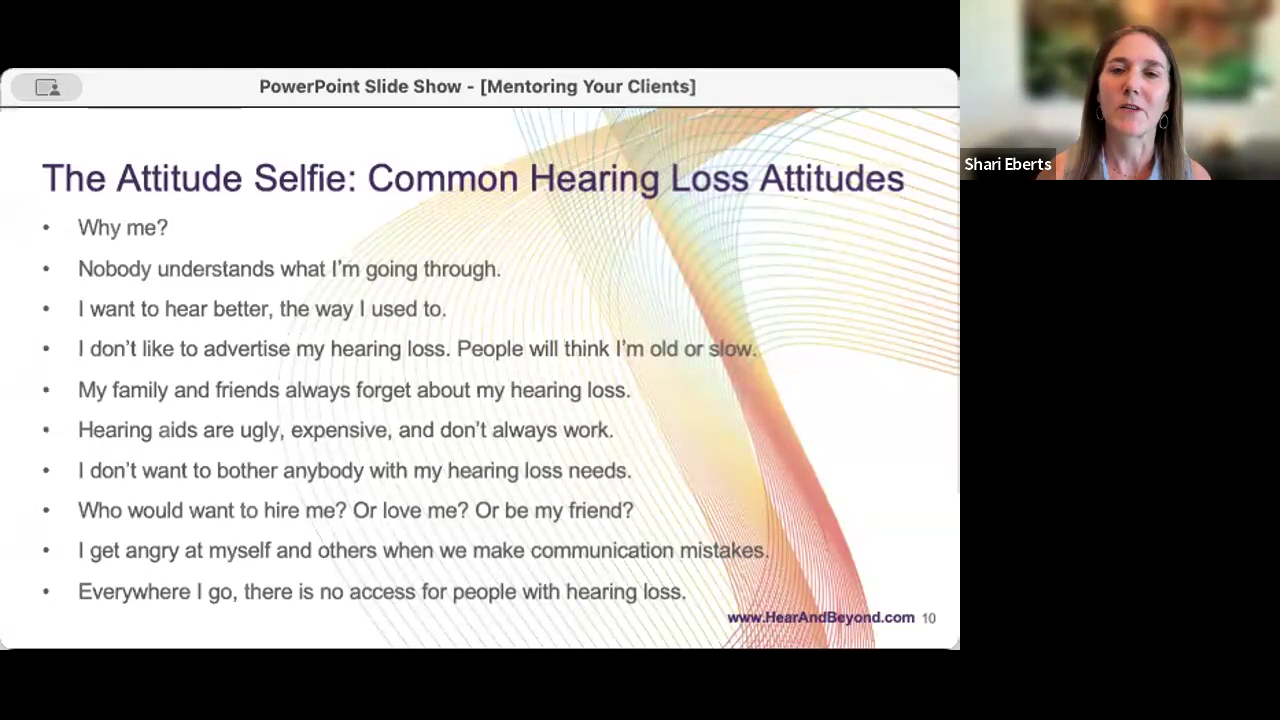 PowerPoint Slide Show - [Mentoring Your Clients]
The Attitude Selfie: Common Hearing Loss Attitudes
• Why me?
• Nobody understands what I’m going through.
• I want to hear better, the way I used to.
• I don’t like to advertise my hearing loss. People will think I’m old or slow.
• My family and friends always forget about my hearing loss.
• Hearing aids are ugly, expensive, and don’t always work.
• I don’t want to bother anybody with my hearing loss needs.
• Who would want to hire me? Or love me? Or be my friend?
• I get angry at myself and others when we make communication mistakes.
• Everywhere I go, there is no access for people with hearing loss.
www.HearAndBeyond.com 10
Shari Eberts